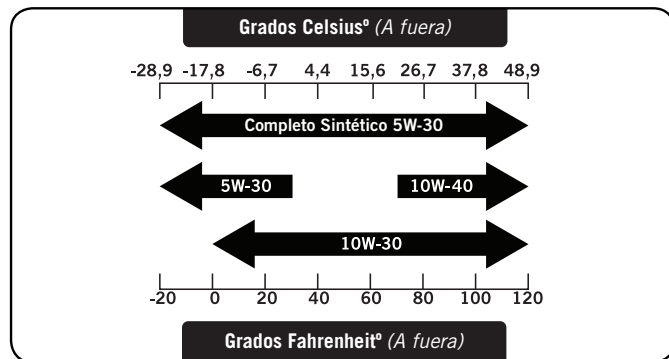 Grados Celsiusº (A fuera)
-28,9 -17,8 -6,7 4,4 15,6 26,7 37,8 48,9
Completo Sintético 5W-30
5W-30 10W-40
10W-30
-20 0 20 40 60 80 100 120
Grados Fahrenheitº (A fuera)